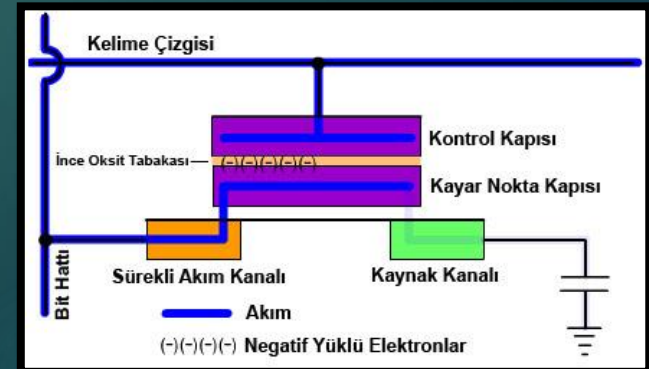 Kelime Çizgisi
Kontrol Kapısı
İnce Oksit Tabakası
(-)(-)(-)(-)(-)
Kayar Nokta Kapısı
Bit Hattı
Sürekli Akım Kanalı
Kaynak Kanalı
Akım
(-)(-)(-)(-) Negatif Yüklü Elektronlar